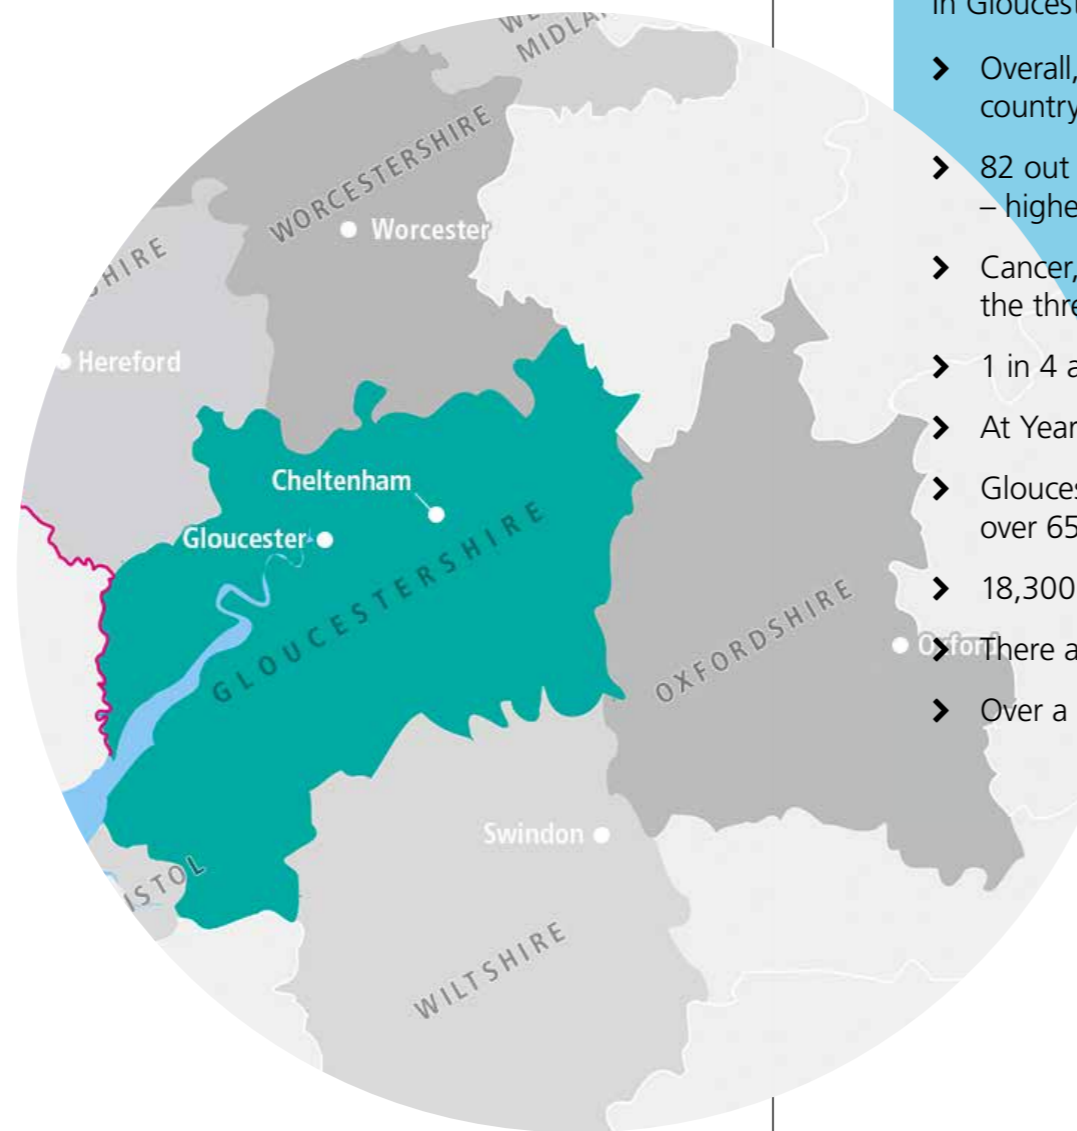 MIDLA
WORCESTERSHIRE
Worcester
SHIRE
Hereford
Cheltenham
Gloucester
GLOUCESTERSHIRE
OXFORDSHIRE
Swindon
ISTOL
WILTSHIRE
in Gloucest
Overall,
country
82 out
– highe
Cancer,
the thre
1 in 4 a
At Year
Glouces
over 65
18,300
Oxford
There a
Over a